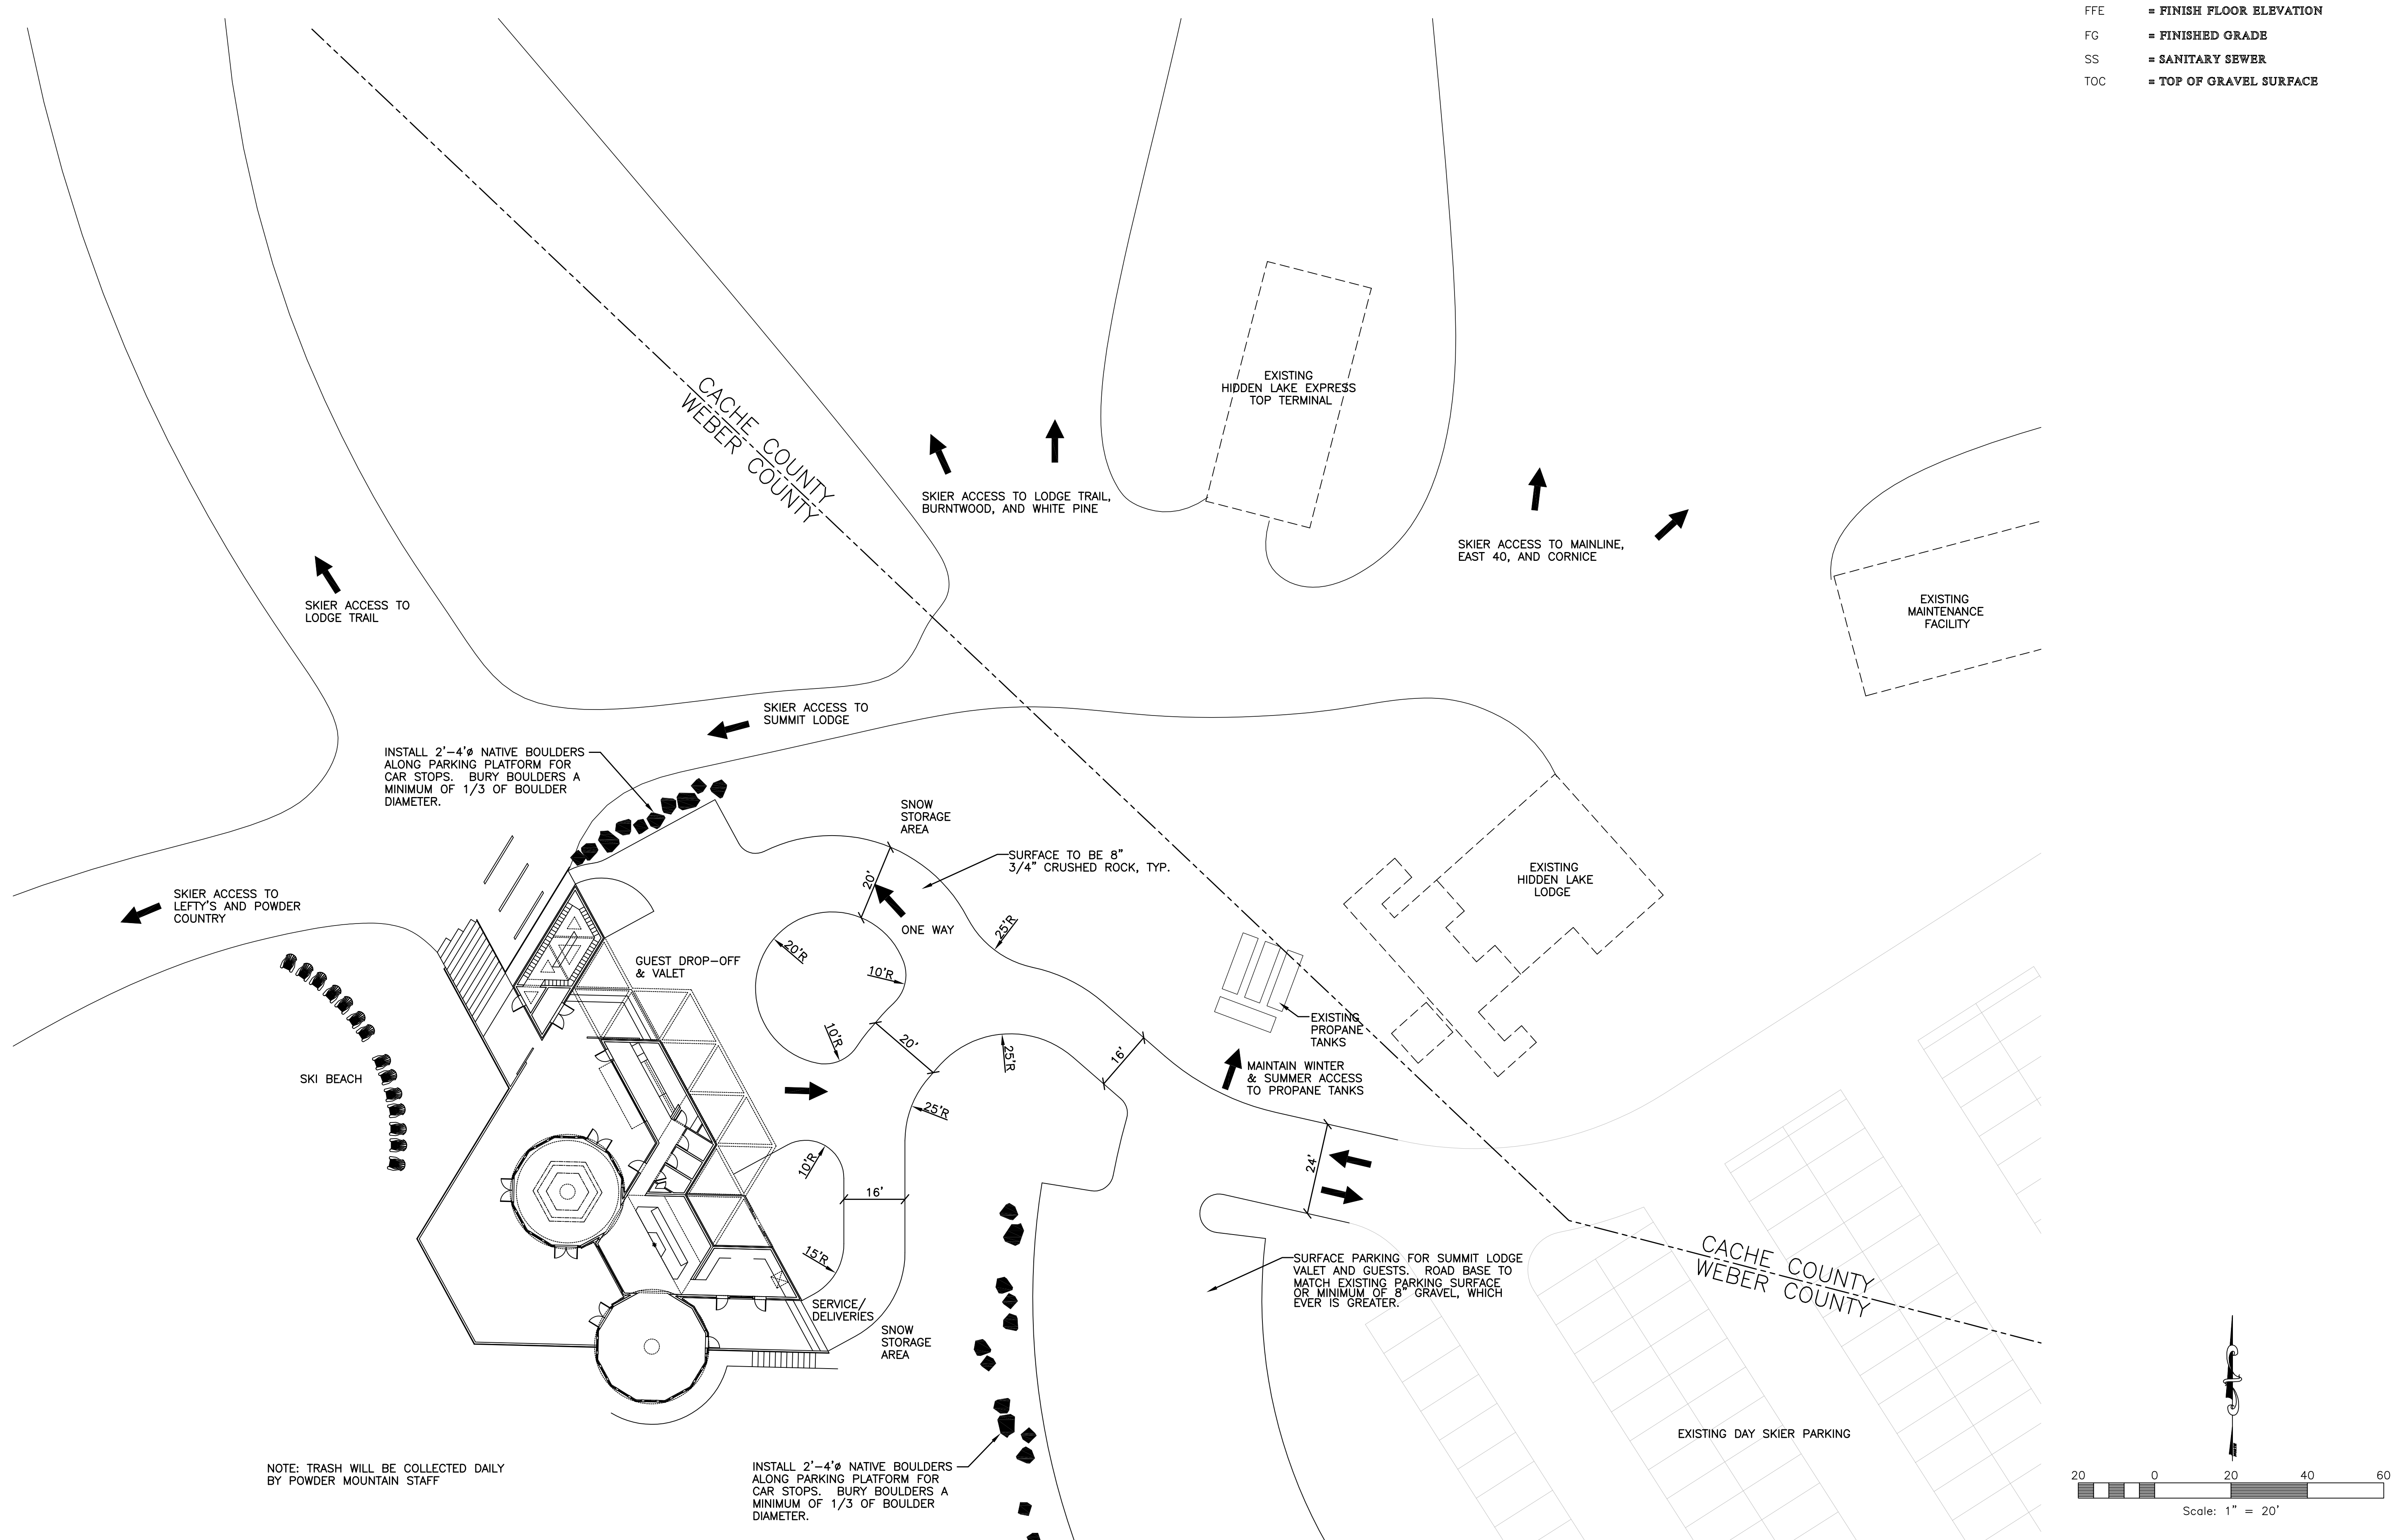 FFE = FINISH FLOOR ELEVATION
FG = FINISHED GRADE
SS = SANITARY SEWER
TOC = TOP OF GRAVEL SURFACE
EXISTING
HIDDEN LAKE EXPRESS
TOP TERMINAL
CACHE COUNTY
WEBER COUNTY
SKIER ACCESS TO LODGE TRAIL,
BURNTWOOD, AND WHITE PINE
SKIER ACCESS TO MAINLINE,
EAST 40, AND CORNICE
SKIER ACCESS TO
LODGE TRAIL
EXISTING
MAINTENANCE
FACILITY
SKIER ACCESS TO
SUMMIT LODGE
INSTALL 2'-4'ø NATIVE BOULDERS
ALONG PARKING PLATFORM FOR
CAR STOPS. BURY BOULDERS A
MINIMUM OF 1/3 OF BOULDER
DIAMETER.
SNOW
STORAGE
AREA
SURFACE TO BE 8"
3/4" CRUSHED ROCK, TYP.
EXISTING
HIDDEN LAKE
LODGE
20'
SKIER ACCESS TO
LEFTY'S AND POWDER
COUNTRY
ONE WAY
25'R
GUEST DROP-OFF
& VALET
20'R
10'R
10'R
20'
25'R
16'
EXISTING
PROPANE
TANKS
MAINTAIN WINTER
& SUMMER ACCESS
TO PROPANE TANKS
SKI BEACH
25'R
10'R
16'
24'
15'R
SURFACE PARKING FOR SUMMIT LODGE
VALET AND GUESTS. ROAD BASE TO
MATCH EXISTING PARKING SURFACE
OR MINIMUM OF 8" GRAVEL, WHICH
EVER IS GREATER.
CACHE COUNTY
WEBER COUNTY
SERVICE/
DELIVERIES
SNOW
STORAGE
AREA
EXISTING DAY SKIER PARKING
NOTE: TRASH WILL BE COLLECTED DAILY
BY POWDER MOUNTAIN STAFF
INSTALL 2'-4'ø NATIVE BOULDERS
ALONG PARKING PLATFORM FOR
CAR STOPS. BURY BOULDERS A
MINIMUM OF 1/3 OF BOULDER
DIAMETER.
20 0 20 40 60
Scale: 1" = 20'